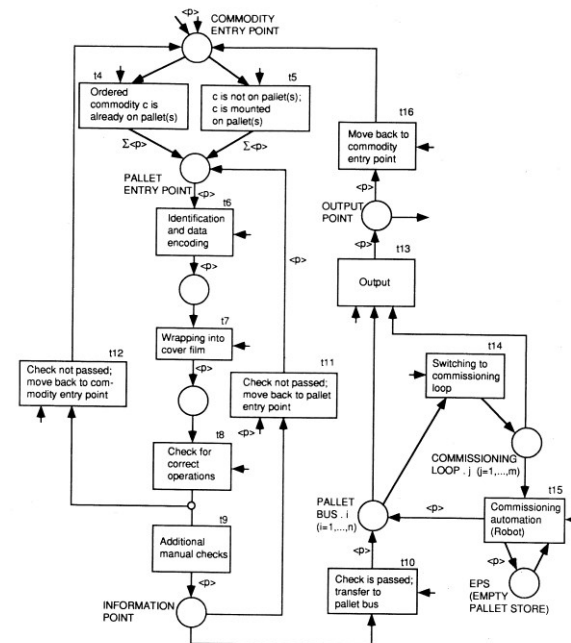 <p>
COMMODITY
ENTRY POINT
t4
Ordered
commodity c is
already on pallet(s)
t5
c is not on pallet(s);
c is mounted
on pallet(s)
Σ<p>
Σ<p>
PALLET
ENTRY POINT
<p>
t6
Identification
and data
encoding
<p>
t7
Wrapping into
cover film
<p>
t12
Check not passed;
move back to com-
modity entry point
t11
Check not passed;
move back to pallet
entry point
<p>
<p>
t8
Check for
correct
operations
t9
Additional
manual checks
<p>
INFORMATION
POINT
t16
Move back to
commodity
entry point
<p>
OUTPUT
POINT
<p>
t13
Output
t14
Switching to
commissioning
loop
COMMISSIONING
LOOP . j (j=1,...,m)
t15
Commissioning
automation
(Robot)
<p>
PALLET
BUS . i
(i=1,...,n)
<p>
<p>
EPS
(EMPTY
PALLET STORE)
t10
Check is passed;
transfer to
pallet bus